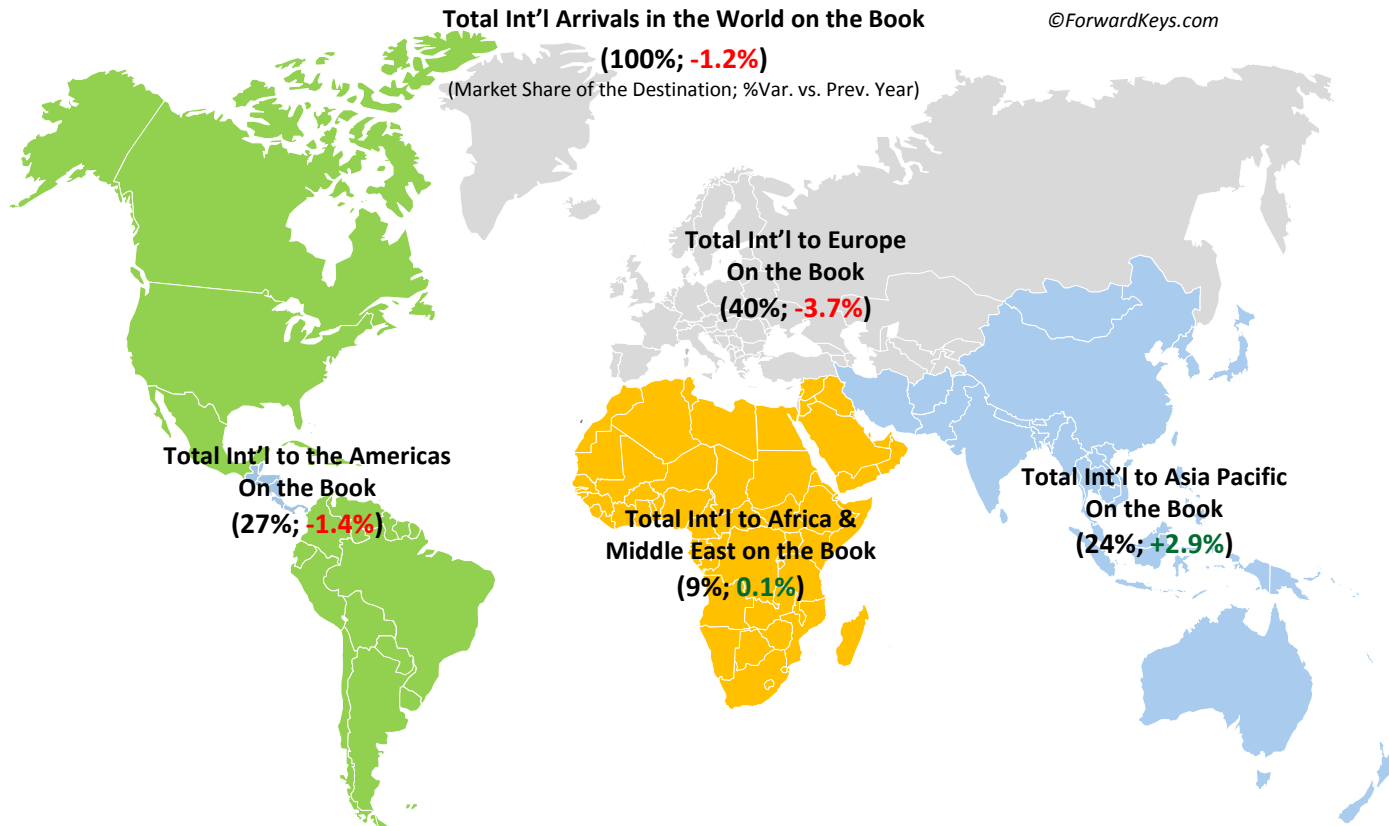 Total Int’l Arrivals in the World on the Book
©ForwardKeys.com
(100%; -1.2%)
(Market Share of the Destination; %Var. vs. Prev. Year)
Total Int’l to Europe
On the Book
(40%; -3.7%)
Total Int’l to the Americas
On the Book
(27%; -1.4%)
Total Int’l to Africa &
Middle East on the Book
(9%; 0.1%)
Total Int’l to Asia Pacific
On the Book
(24%; +2.9%)